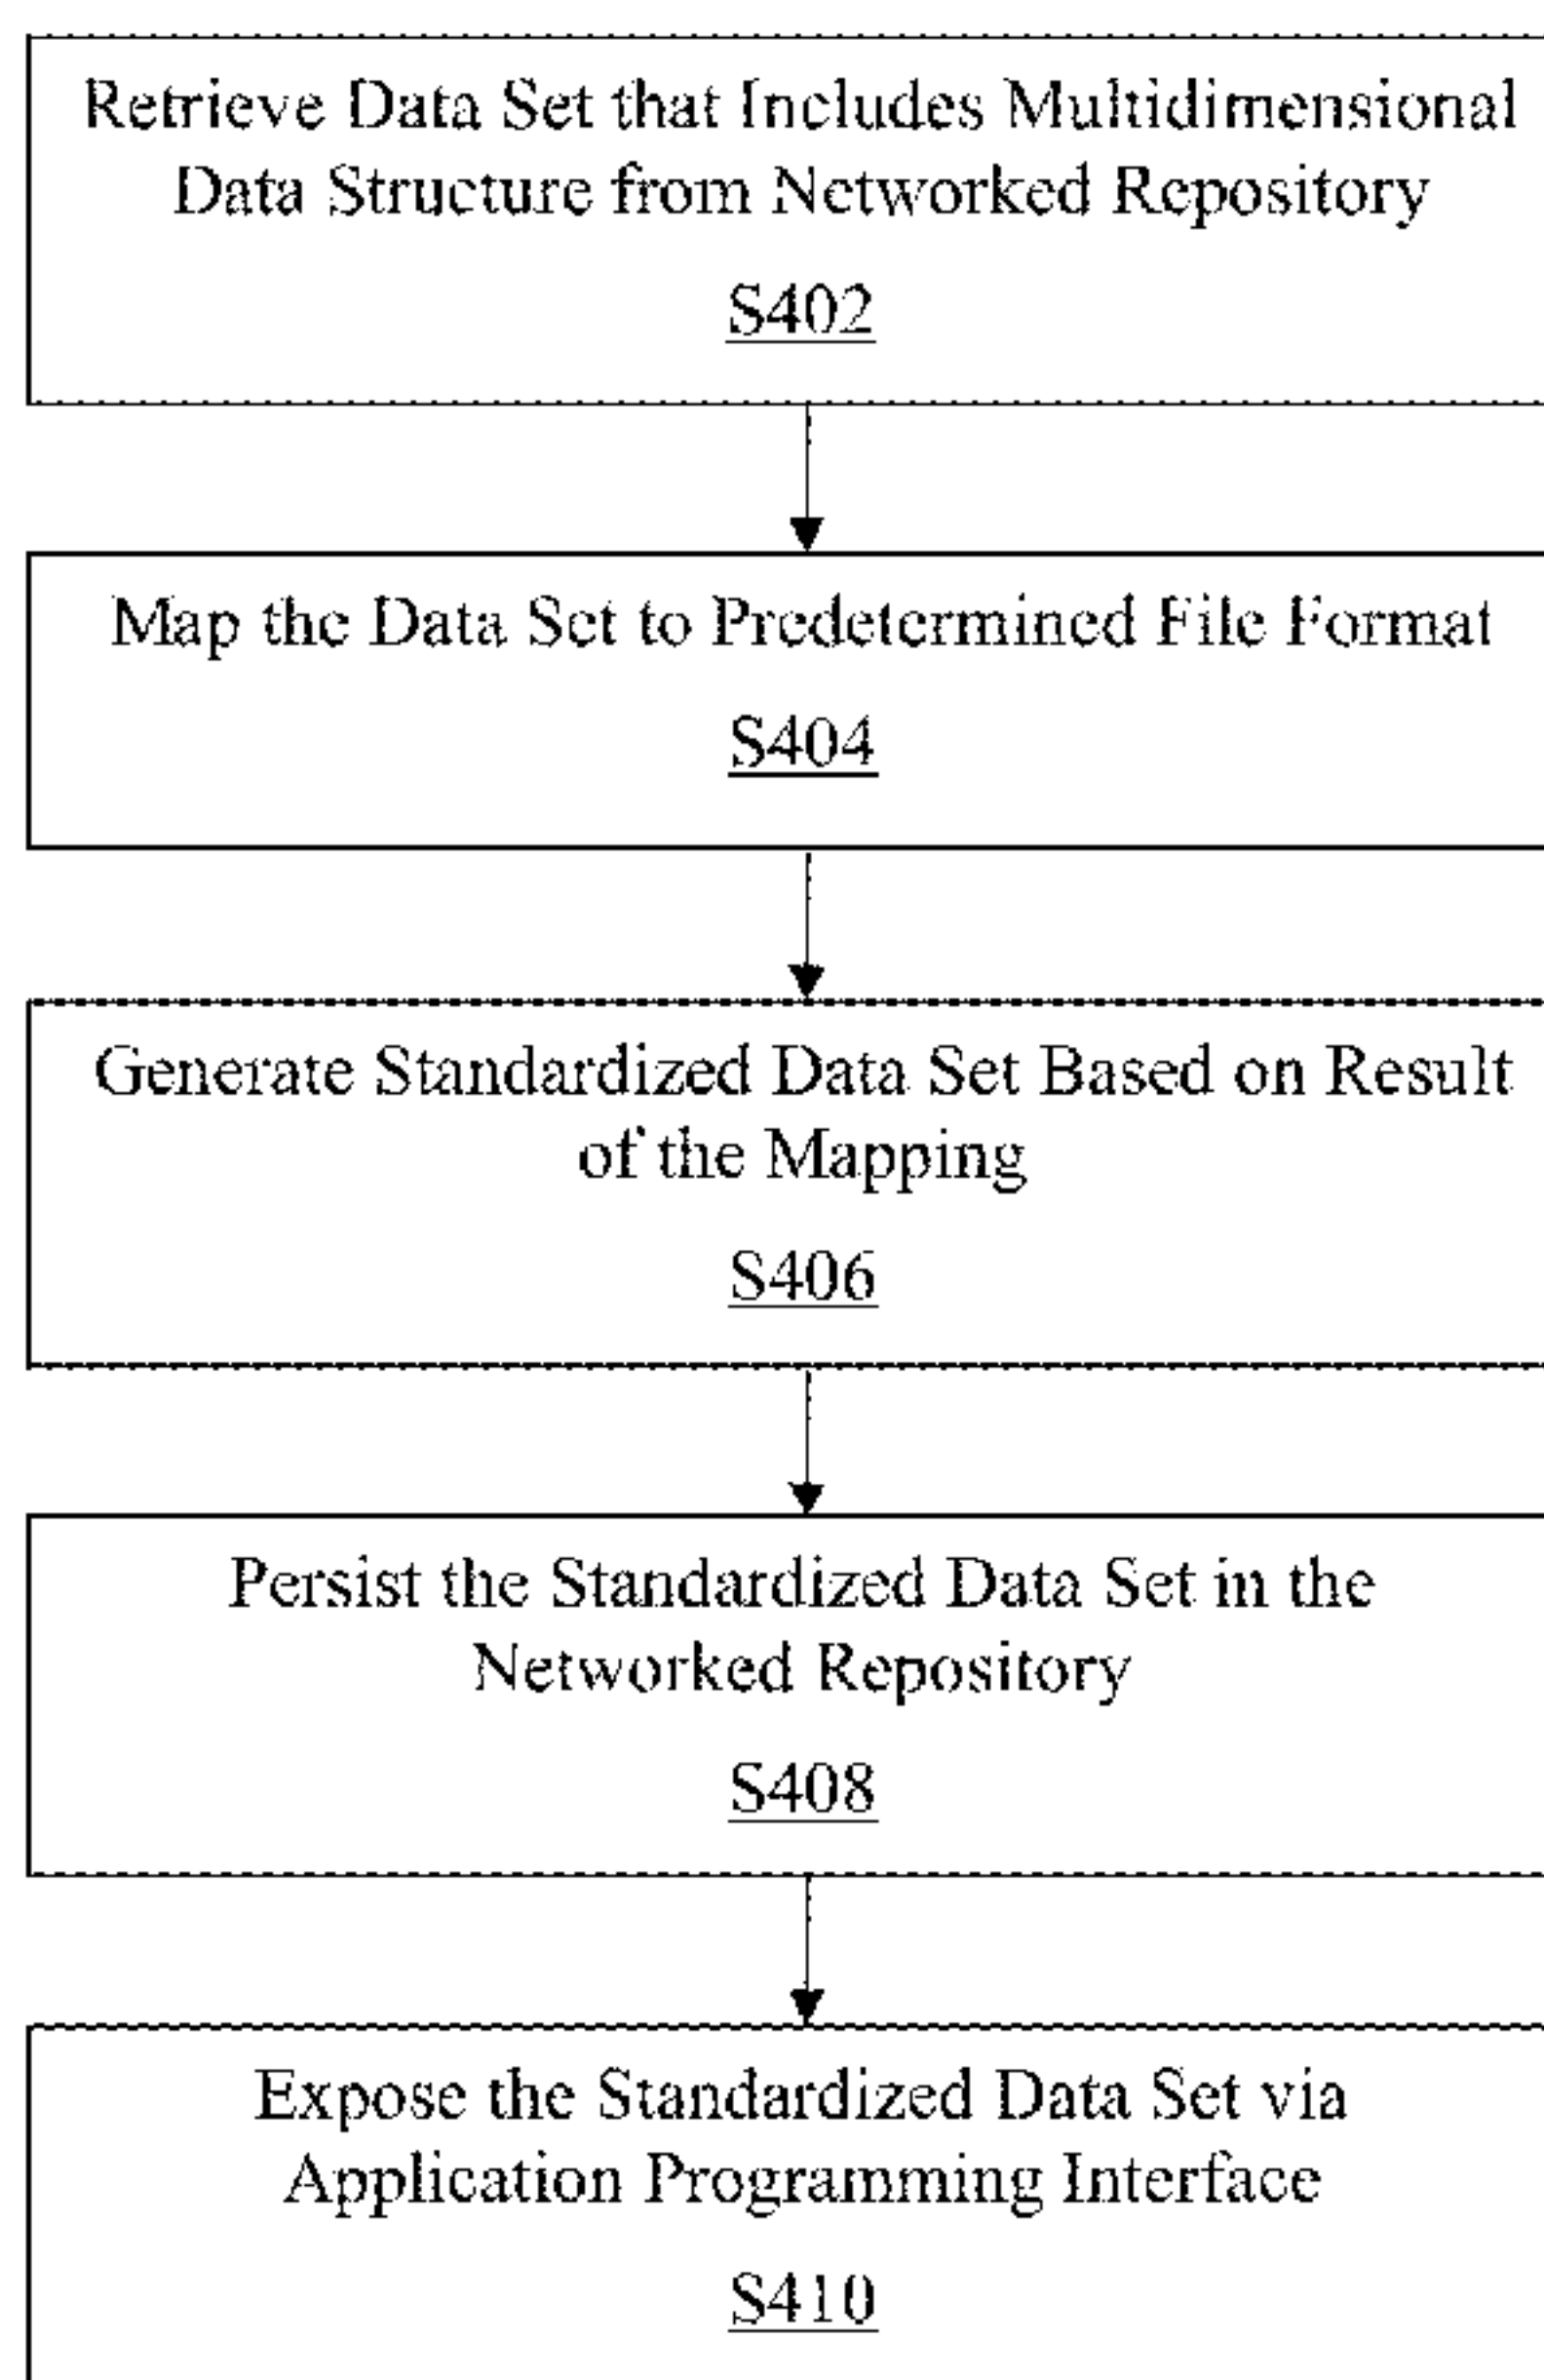 Retrieve Data Set that Includes Multidimensional
Data Structure from Networked Repository
S402
Map the Data Set to Predetermined File Format
S404
Generate Standardized Data Set Based on Result
of the Mapping
S406
Persist the Standardized Data Set in the
Networked Repository
S408
Expose the Standardized Data Set via
Application Programming Interface
S410